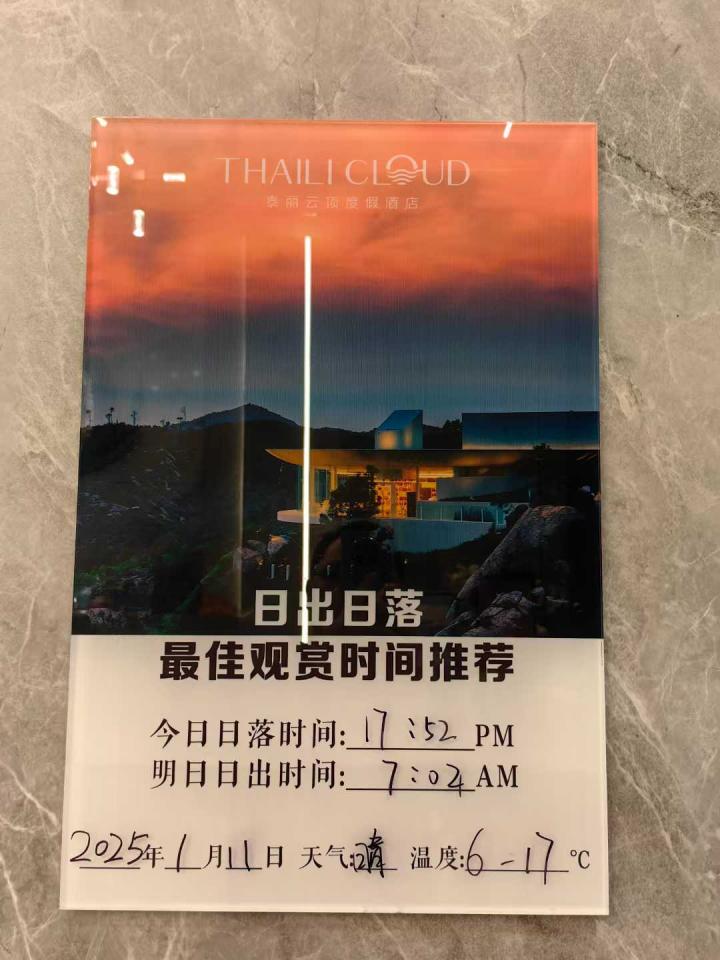 THAILI CLOUD
泰丽云顶度假酒店
日出日落
最佳观赏时间推荐
今日日落时间: 17:52 PM
明日日出时间: 7:04 AM
2025年 1月11日 天气:晴 温度:6-17℃